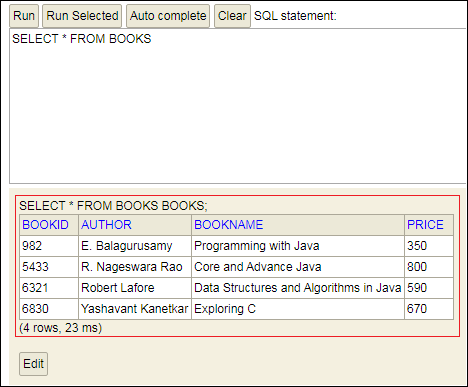 Run Run Selected Auto complete Clear SQL statement:
SELECT * FROM BOOKS
SELECT * FROM BOOKS BOOKS;
BOOKID AUTHOR BOOKNAME PRICE
982 E. Balagurusamy Programming with Java 350
5433 R. Nageswara Rao Core and Advance Java 800
6321 Robert Lafore Data Structures and Algorithms in Java 590
6830 Yashavant Kanetkar Exploring C 670
(4 rows, 23 ms)
Edit